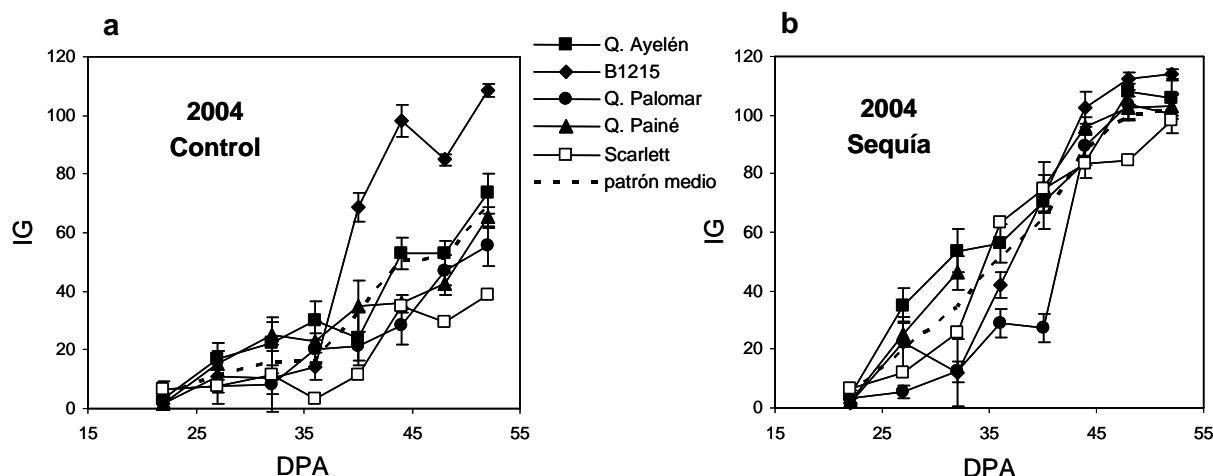 a
2004
Control
IG
120
100
80
60
40
20
0
15
25
35
45
55
DPA
Q. Ayelén
B1215
Q. Palomar
Q. Painé
Scarlett
patrón medio
b
2004
Sequía
IG
120
100
80
60
40
20
0
15
25
35
45
55
DPA